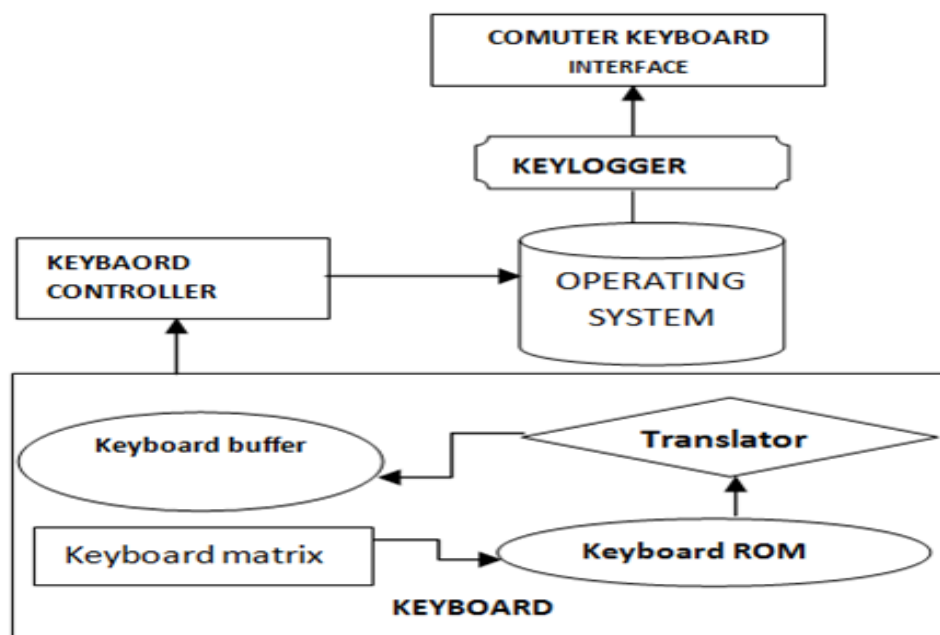 COMUTER KEYBOARD
INTERFACE
KEYLOGGER
KEYBAORD
CONTROLLER
OPERATING
SYSTEM
Keyboard buffer
Translator
Keyboard matrix
Keyboard ROM
KEYBOARD